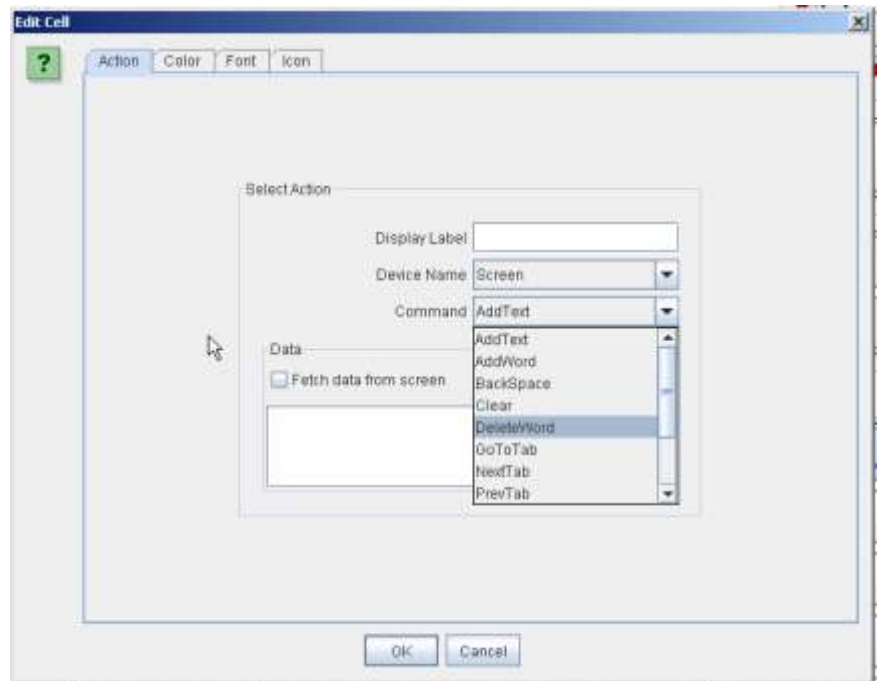 Edit Cell
?
Action Color Font Icon
Select Action
Display Label
Device Name Screen
Command AddText
AddText
AddWord
BackSpace
Clear
DeleteWord
GoToTab
NextTab
PrevTab
Data
Fetch data from screen
OK Cancel